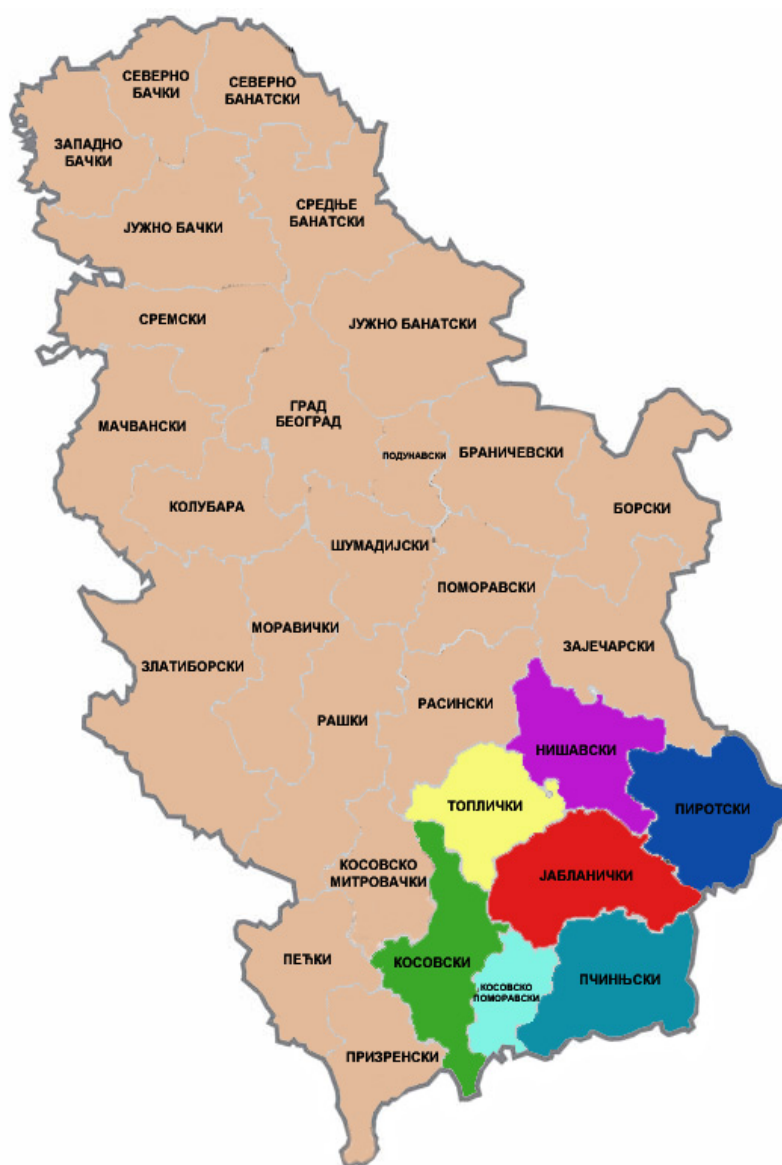 СЕВЕРНО
БАЧКИ
СЕВЕРНО
БАНАТСКИ
ЗАПАДНО
БАЧКИ
СРЕДЊЕ
БАНАТСКИ
ЈУЖНО БАЧКИ
СРЕМСКИ
ЈУЖНО БАНАТСКИ
ГРАД
БЕОГРАД
МАЧВАНСКИ
ПОДУНАВСКИ
БРАНИЧЕВСКИ
КОЛУБАРА
БОРСКИ
ШУМАДИЈСКИ
ПОМОРАВСКИ
МОРАВИЧКИ
ЗЛАТИБОРСКИ
ЗАЈЕЧАРСКИ
РАСИНСКИ
РАШКИ
НИШАВСКИ
ТОПЛИЧКИ
ПИРОТСКИ
КОСОВСКО
МИТРОВАЧКИ
ЈАБЛАНИЧКИ
ПЕЋКИ
КОСОВСКИ
КОСОВСКО
ПОМОРАВСКИ
ПЧИНЊСКИ
ПРИЗРЕНСКИ